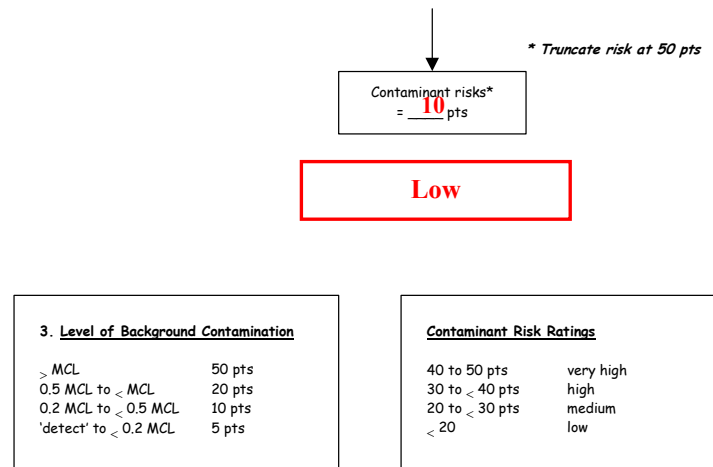 * Truncate risk at 50 pts
Contaminant risks*
= 10 pts
Low
3. Level of Background Contamination
> MCL 50 pts
0.5 MCL to < MCL 20 pts
0.2 MCL to < 0.5 MCL 10 pts
‘detect’ to < 0.2 MCL 5 pts
Contaminant Risk Ratings
40 to 50 pts very high
30 to < 40 pts high
20 to < 30 pts medium
< 20 low